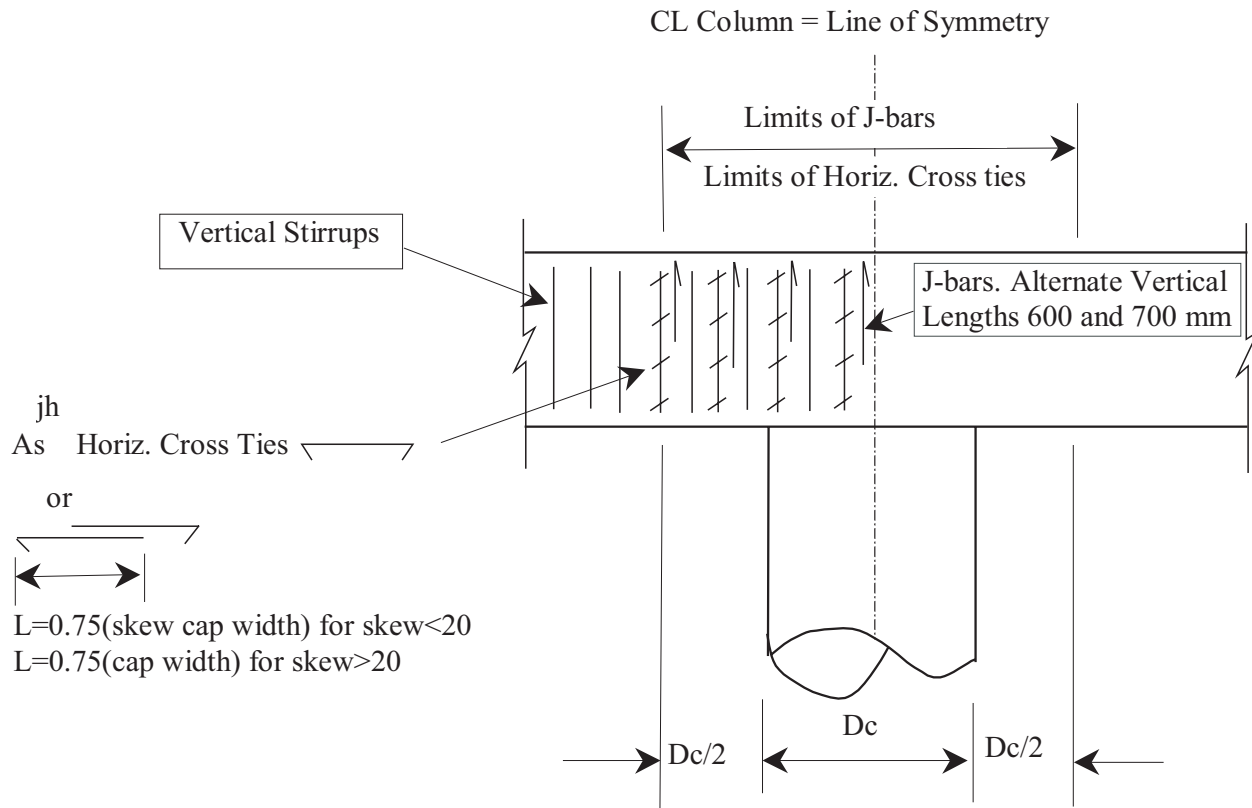 CL Column = Line of Symmetry
Limits of J-bars
Limits of Horiz. Cross ties
Vertical Stirrups
J-bars. Alternate Vertical
Lengths 600 and 700 mm
jh
As Horiz. Cross Ties
or
L=0.75(skew cap width) for skew<20
L=0.75(cap width) for skew>20
Dc/2
Dc
Dc/2